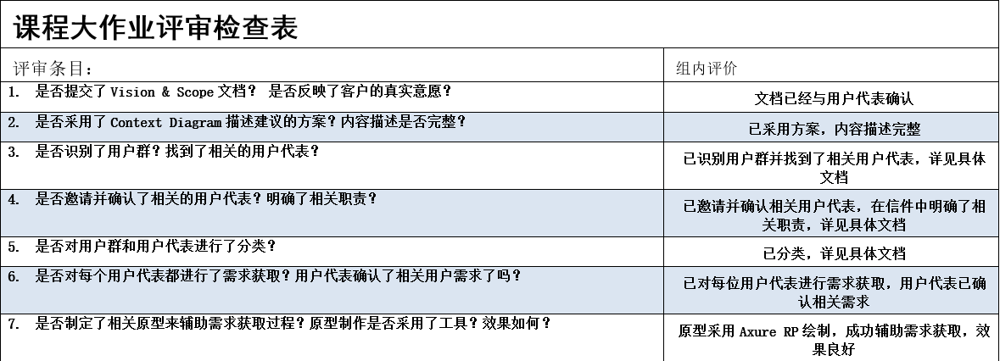 课程大作业评审检查表
评审条目：
组内评价
1. 是否提交了 Vision & Scope 文档？ 是否反映了客户的真实意愿？
文档已经与用户代表确认
2. 是否采用了 Context Diagram 描述建议的方案？内容描述是否完整？
已采用方案，内容描述完整
3. 是否识别了用户群？找到了相关的用户代表？
已识别用户群并找到了相关用户代表，详见具体
文档
4. 是否邀请并确认了相关的用户代表？明确了相关职责？
已邀请并确认相关用户代表，在信件中明确了相
关职责，详见具体文档
5. 是否对用户群和用户代表进行了分类？
已分类，详见具体文档
6. 是否对每个用户代表都进行了需求获取？用户代表确认了相关用户需求了吗？
已对每位用户代表进行需求获取，用户代表已确
认相关需求
7. 是否制定了相关原型来辅助需求获取过程？原型制作是否采用了工具？效果如何？
原型采用 Axure RP 绘制，成功辅助需求获取，效
果良好